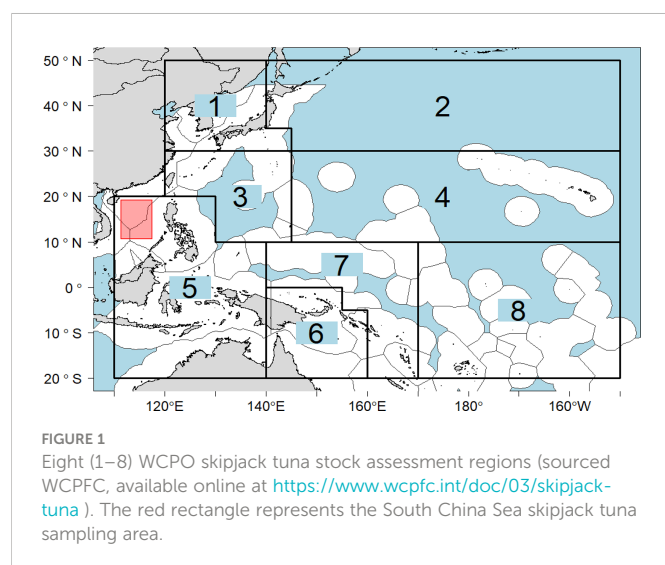 50° N
40° N
30° N
20° N
10° N
0°
10° S
20° S
1
2
3
4
5
6
7
8
120°E
140°E
160°E
180°
160°W
FIGURE 1
Eight (1–8) WCPO skipjack tuna stock assessment regions (sourced
WCPFC, available online at https://www.wcpfc.int/doc/03/skipjack-
tuna ). The red rectangle represents the South China Sea skipjack tuna
sampling area.